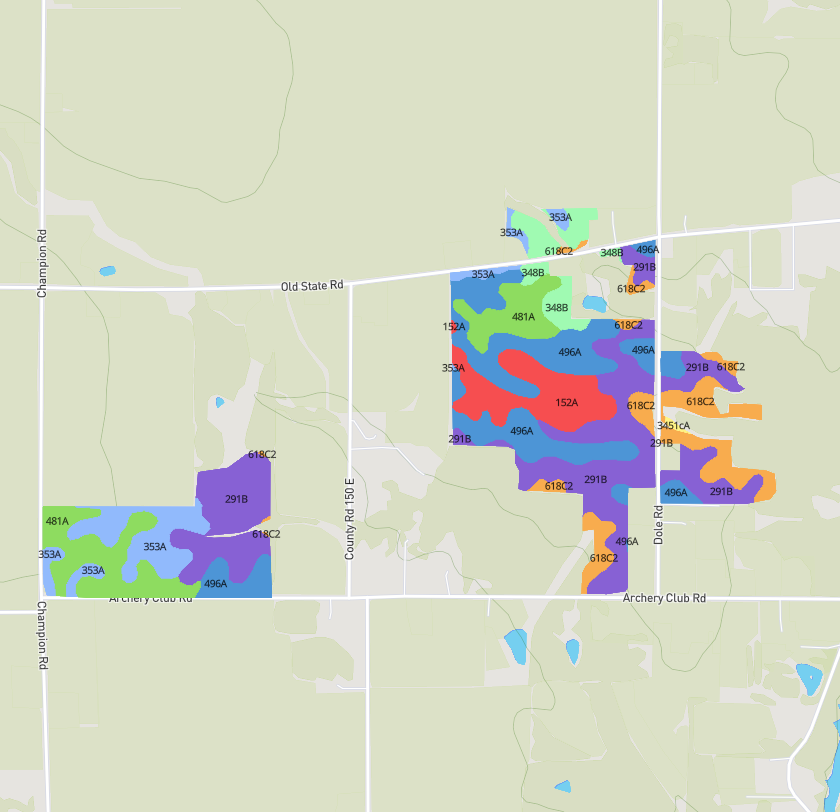 353A
353A
Champion Rd
618C2
348B
496A
291B
353A
348B
Old State Rd
618C2
348B
481A
152A
618C2
496A
496A
353A
291B
618C2
152A
618C2
3451cA
496A
291B
291B
618C2
291B
618C2
291B
496A
291B
County Rd 150 E
Dole Rd
481A
618C2
353A
353A
496A
618C2
353A
496A
Archery Club Rd
Archery Club Rd
Champion Rd